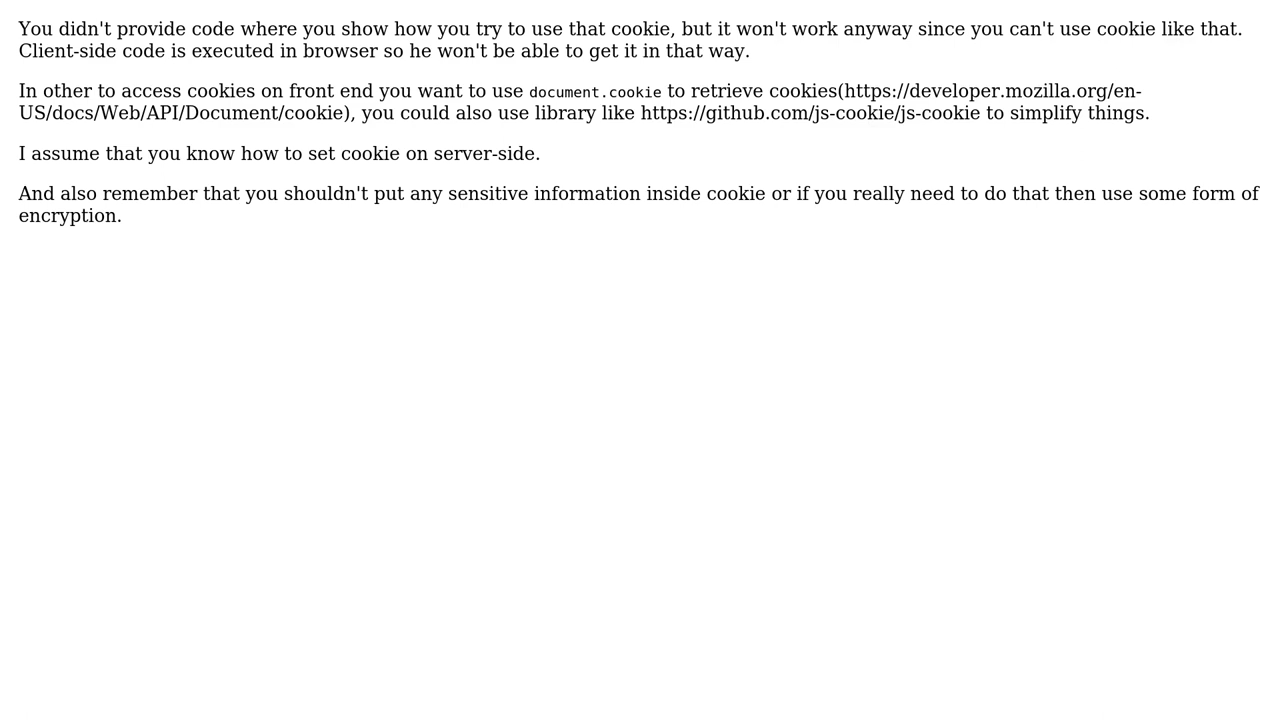 You didn't provide code where you show how you try to use that cookie, but it won't work anyway since you can't use cookie like that.
Client-side code is executed in browser so he won't be able to get it in that way.
In other to access cookies on front end you want to use document.cookie to retrieve cookies(https://developer.mozilla.org/en-
US/docs/Web/API/Document/cookie), you could also use library like https://github.com/js-cookie/js-cookie to simplify things.
I assume that you know how to set cookie on server-side.
And also remember that you shouldn't put any sensitive information inside cookie or if you really need to do that then use some form of
encryption.